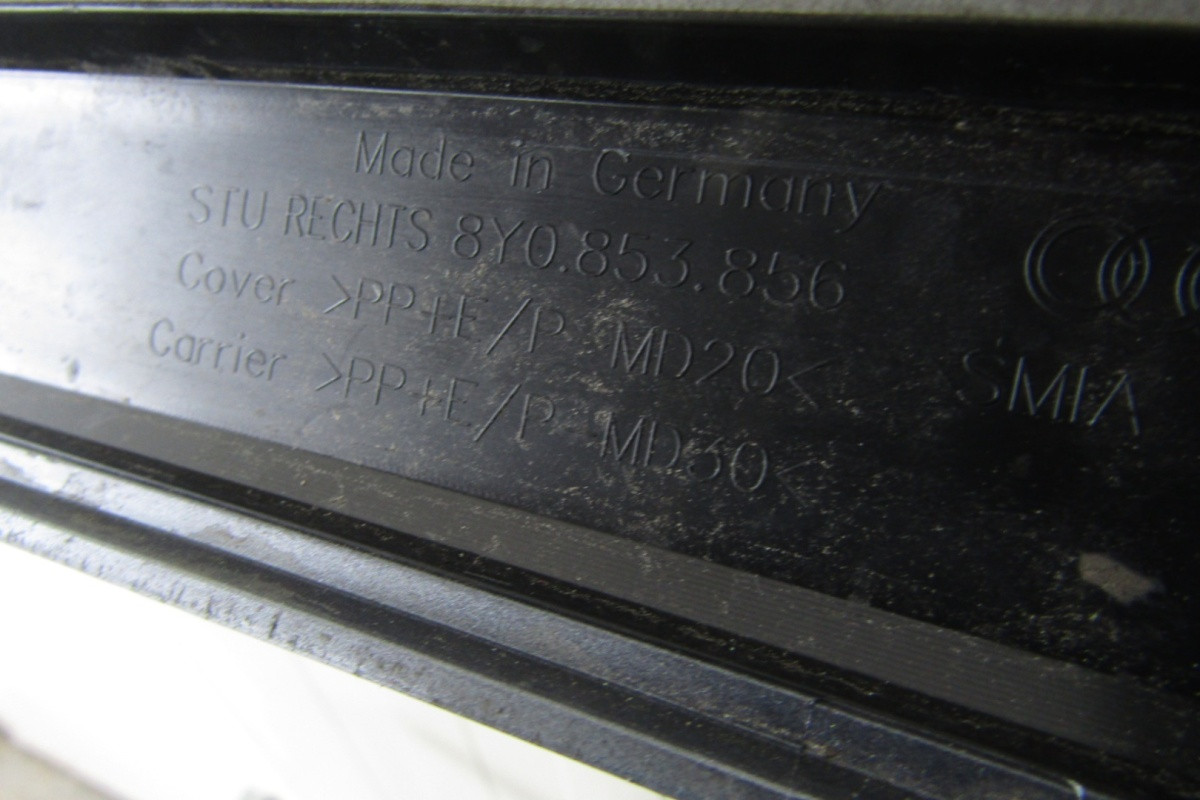 Made in Germany
STU RECHTS 8Y0.853.856
Cover >PP+E/P MD20<
Carrier >PP+E/P MD30<
SMIA